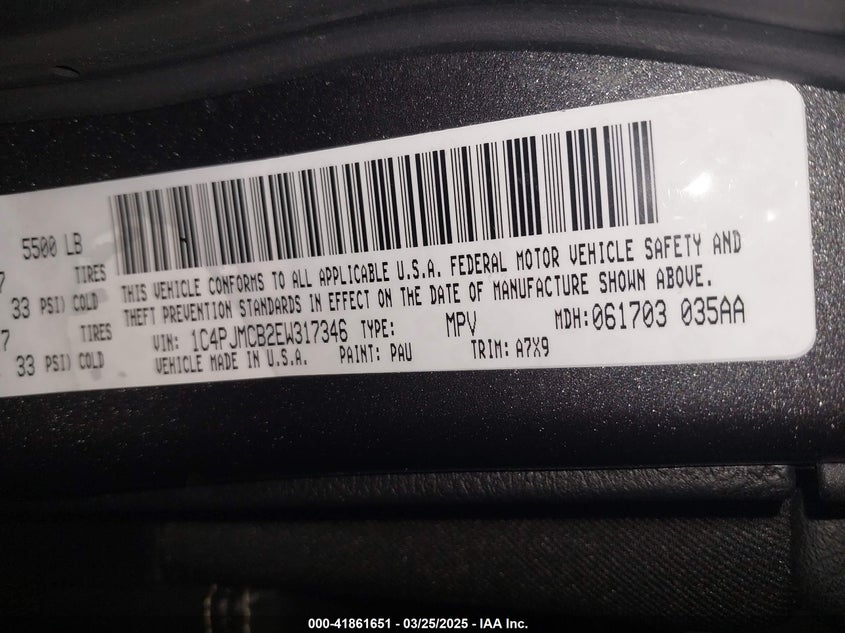 5500 LB
TIRES
33 PSI) COLD
TIRES
33 PSI) COLD
THIS VEHICLE CONFORMS TO ALL APPLICABLE U.S.A. FEDERAL MOTOR VEHICLE SAFETY AND
THEFT PREVENTION STANDARDS IN EFFECT ON THE DATE OF MANUFACTURE SHOWN ABOVE.
VIN: 1C4PJMCB2EW317346 TYPE: MPV MDH:061703 035AA
VEHICLE MADE IN U.S.A. PAINT: PAU TRIM: A7X9
000-41861651 - 03/25/2025 - IAA Inc.